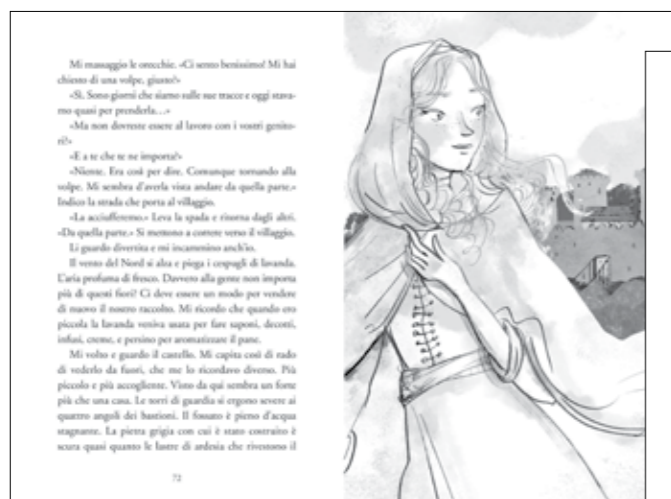 Mi massaggio le orecchie. «Ci sento benissimo! Mi hai
chiesto di una volpe, giusto?»
«Sì. Sono giorni che siamo sulle sue tracce e oggi stava-
mo quasi per prenderla…»
«Ma non dovreste essere al lavoro con i vostri genito-
ri?»
«E a te che te ne importa?»
«Niente. Era così per dire. Comunque tornando alla
volpe. Mi sembra d'averla vista andare da quella parte.»
Indico la strada che porta al villaggio.
«La acciufferemo.» Leva la spada e ritorna dagli altri.
«Da quella parte.» Si mettono a correre verso il villaggio.
Li guardo divertita e mi incammino anch'io.
Il vento del Nord si alza e piega i cespugli di lavanda.
L'aria profuma di fresco. Davvero alla gente non importa
più di questi fiori? Ci deve essere un modo per vendere
di nuovo il nostro raccolto. Mi ricordo che quando ero
piccola la lavanda veniva usata per fare saponi, decotti,
infusi, creme, e persino per aromatizzare il pane.
Mi volto e guardo il castello. Mi capita così di rado
di vederlo da fuori, che me lo ricordavo diverso. Più
piccolo e più accogliente. Visto da qui sembra un forte
più che una casa. Le torri di guardia si ergono severe ai
quattro angoli dei bastioni. Il fossato è pieno d'acqua
stagnante. La pietra grigia con cui è stato costruito è
scura quasi quanto le lastre di ardesia che rivestono il
72